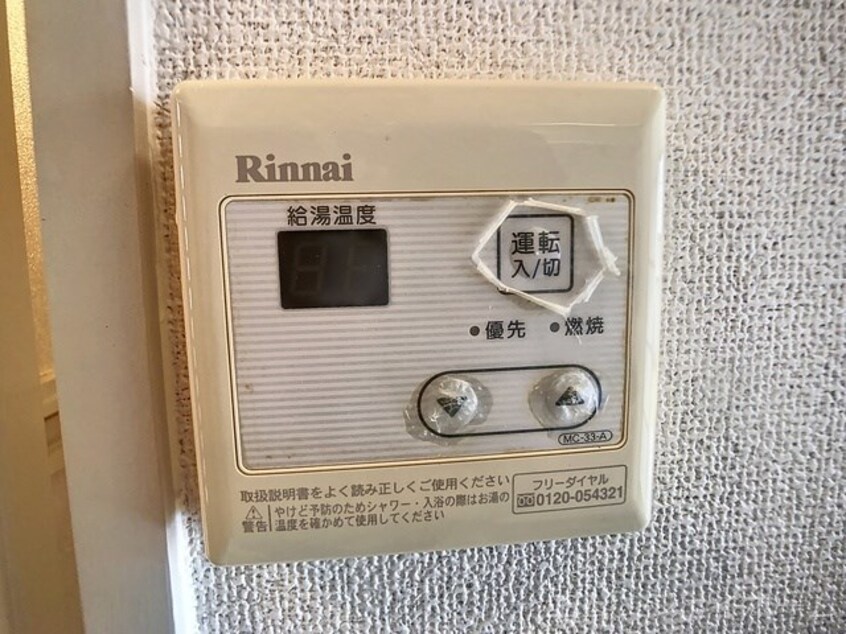 Rinnai
給湯温度
運転
入/切
優先
燃焼
MC-33-A
取扱説明書をよく読み正しくご使用ください
警告
やけど予防のためシャワー・入浴の際はお湯の
温度を確かめて使用してください
フリーダイヤル
0120-054321